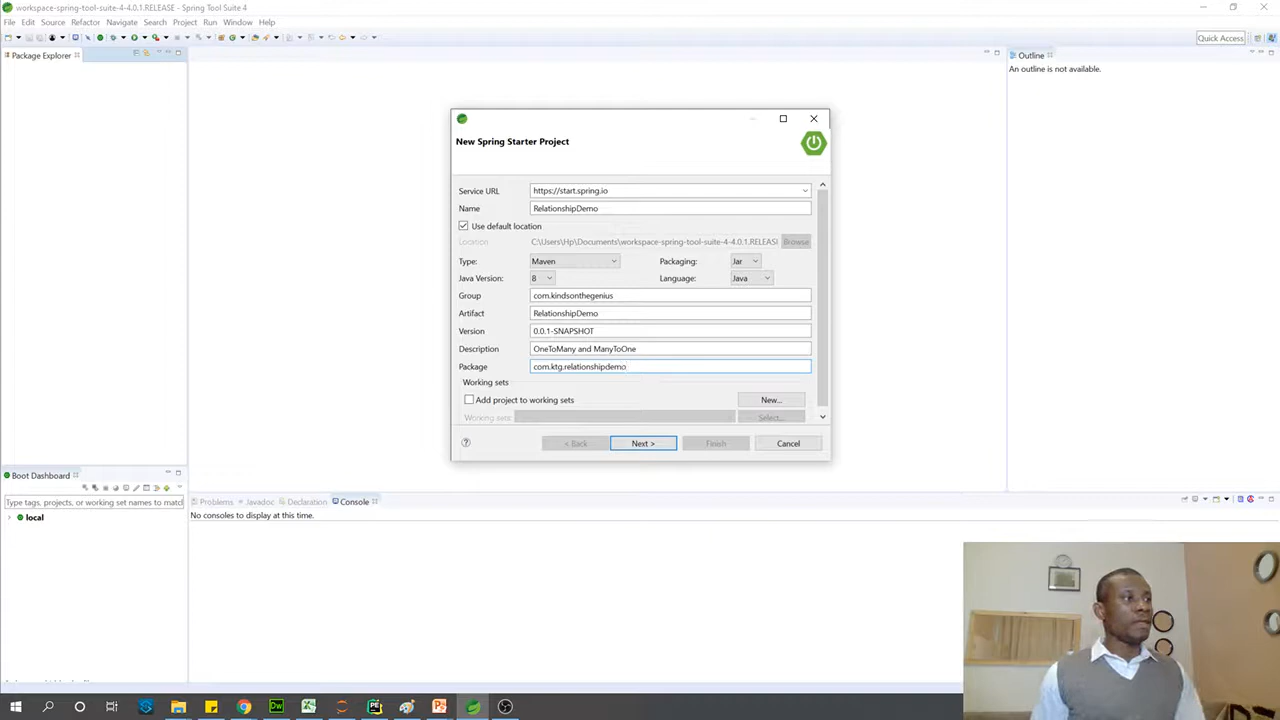 workspace-spring-tool-suite-4-4.0.1.RELEASE - Spring Tool Suite 4
File Edit Source Refactor Navigate Search Project Run Window Help
Quick Access
Package Explorer
Outline
An outline is not available.
New Spring Starter Project
Service URL https://start.spring.io
Name RelationshipDemo
Use default location
Location C:\Users\Hp\Documents\workspace-spring-tool-suite-4-4.0.1.RELEASE Browse
Type: Maven Packaging: Jar
Java Version: 8 Language: Java
Group com.kindsonthegenius
Artifact RelationshipDemo
Version 0.0.1-SNAPSHOT
Description OneToMany and ManyToOne
Package com.ktg.relationshipdemo
Working sets
Add project to working sets New...
Working sets: Select...
< Back Next > Finish Cancel
Boot Dashboard
Type tags, projects, or working set names to match
local
Problems Javadoc Declaration Console
No consoles to display at this time.